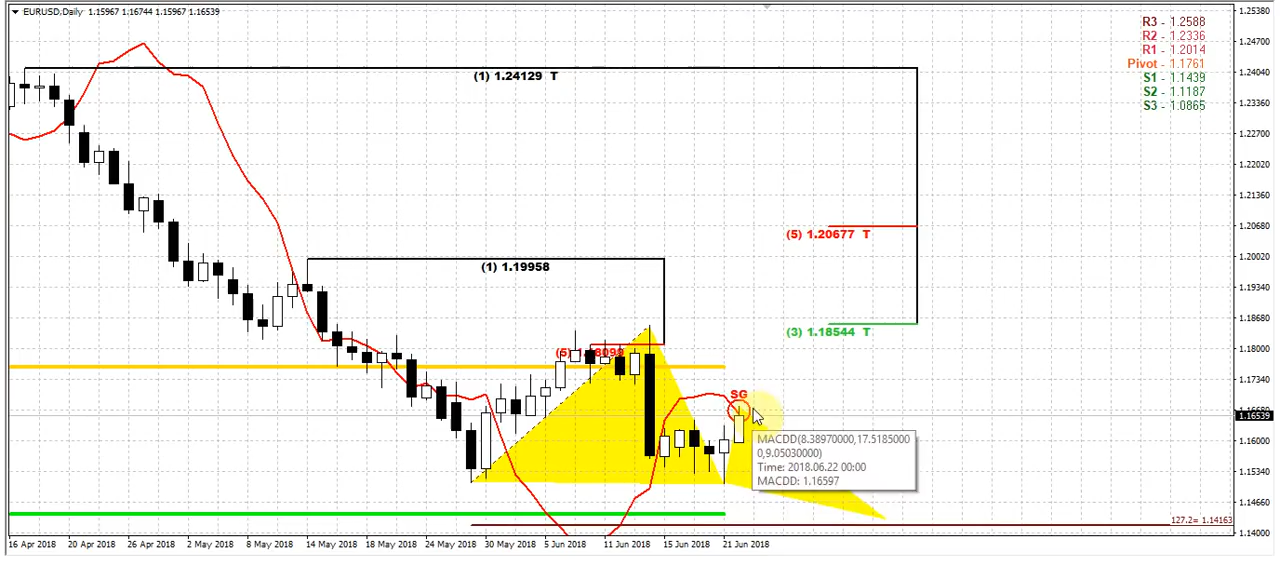 EURUSD,Daily 1.15967 1.16744 1.15967 1.16539
R3 - 1.2588
R2 - 1.2336
R1 - 1.2014
Pivot - 1.1761
S1 - 1.1439
S2 - 1.1187
S3 - 1.0865
1.25380
1.24700
1.24040
1.23360
1.22700
1.22020
1.21360
1.20680
1.20020
1.19340
1.18680
1.18000
1.17340
1.16539
1.16000
1.15340
1.14660
1.14000
(1) 1.24129 T
(5) 1.20677 T
(1) 1.19958
(3) 1.18544 T
SG
MACDD(8.38970000,17.5185000
0,9.05030000)
Time: 2018.06.22 00:00
MACDD: 1.16597
127.2= 1.14163
16 Apr 2018 20 Apr 2018 26 Apr 2018 2 May 2018 8 May 2018 14 May 2018 18 May 2018 24 May 2018 30 May 2018 5 Jun 2018 11 Jun 2018 15 Jun 2018 21 Jun 2018